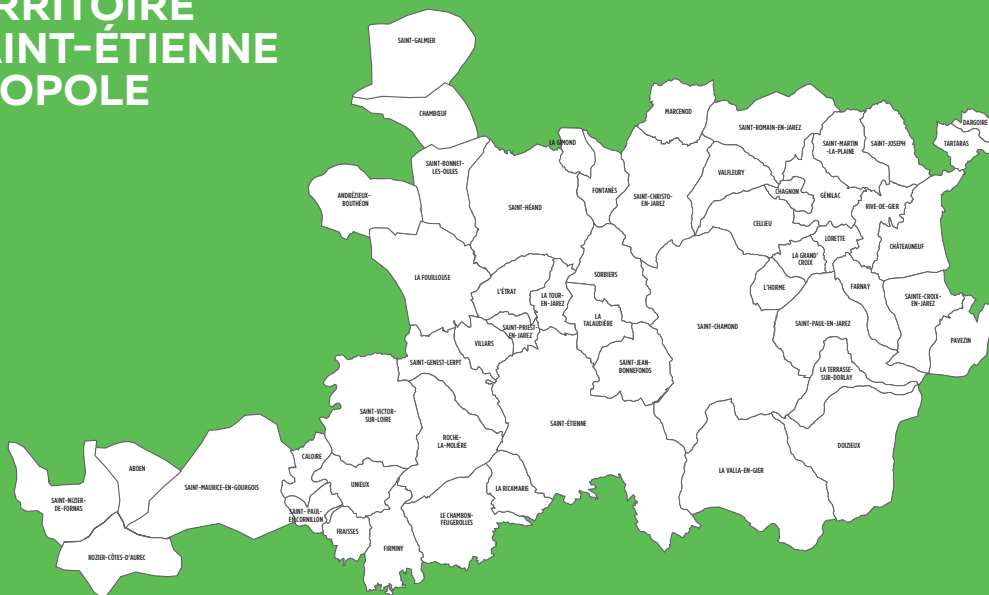 ERRITOIRE
AINT-ÉTIENNE
OPOLE
SAINT-GALMIER
CHAMBŒUF
MARCENOD
DARGOIRE
SAINT-ROMAIN-EN-JAREZ
LA GIMOND
SAINT-MARTIN
-LA-PLAINE
SAINT-JOSEPH
TARTARAS
SAINT-BONNET-
LES-OULES
VALFLEURY
ANDRÉZIEUX-
BOUTHÉON
FONTANÈS
SAINT-CHRISTO-
EN-JAREZ
CHAGNON
GÉNILAC
SAINT-HÉAND
RIVE-DE-GIER
CELLIEU
LORETTE
CHÂTEAUNEUF
LA GRAND'
CROIX
LA FOUILLOUSE
SORBIERS
L'ÉTRAT
L'HORME
FARNAY
LA TOUR-
EN-JAREZ
SAINTE-CROIX-
EN-JAREZ
LA
TALAUDIÈRE
SAINT-PRIEST-
EN-JAREZ
SAINT-CHAMOND
SAINT-PAUL-EN-JAREZ
VILLARS
PAVEZIN
SAINT-GENEST-LERPT
SAINT-JEAN-
BONNEFONDS
LA TERRASSE-
SUR-DORLAY
SAINT-VICTOR-
SUR-LOIRE
SAINT-ÉTIENNE
ROCHE-
LA-MOLIÈRE
DOIZIEUX
CALOIRE
ABOEN
LA VALLA-EN-GIER
SAINT-MAURICE-EN-GOURGOIS
UNIEUX
LA RICAMARIE
SAINT-NIZIER-
DE-FORNAS
SAINT- PAUL-
EN CORNILLON
LE CHAMBON-
FEUGEROLLES
FRAISSES
FIRMINY
ROZIER-CÔTES-D'AUREC